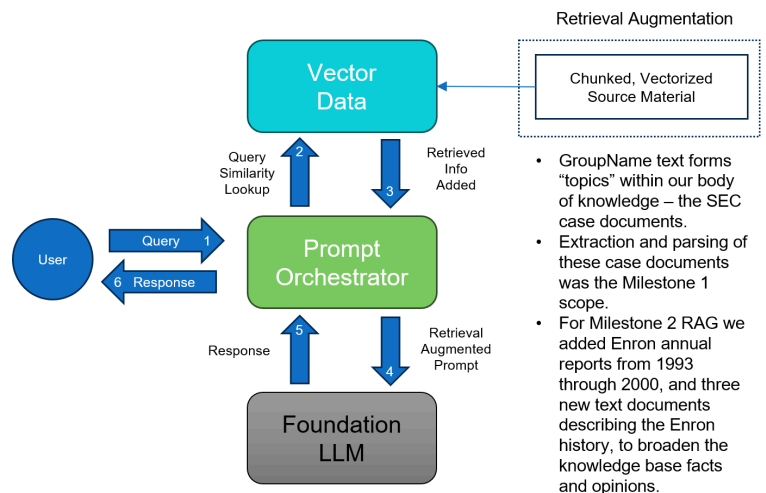 Retrieval Augmentation
Vector
Data
Chunked, Vectorized
Source Material
Query
Similarity
Lookup
2
3
Retrieved
Info
Added
User
Query 1
6 Response
Prompt
Orchestrator
Response
5
4
Retrieval
Augmented
Prompt
Foundation
LLM
• GroupName text forms
“topics” within our body
of knowledge – the SEC
case documents.
• Extraction and parsing of
these case documents
was the Milestone 1
scope.
• For Milestone 2 RAG we
added Enron annual
reports from 1993
through 2000, and three
new text documents
describing the Enron
history, to broaden the
knowledge base facts
and opinions.